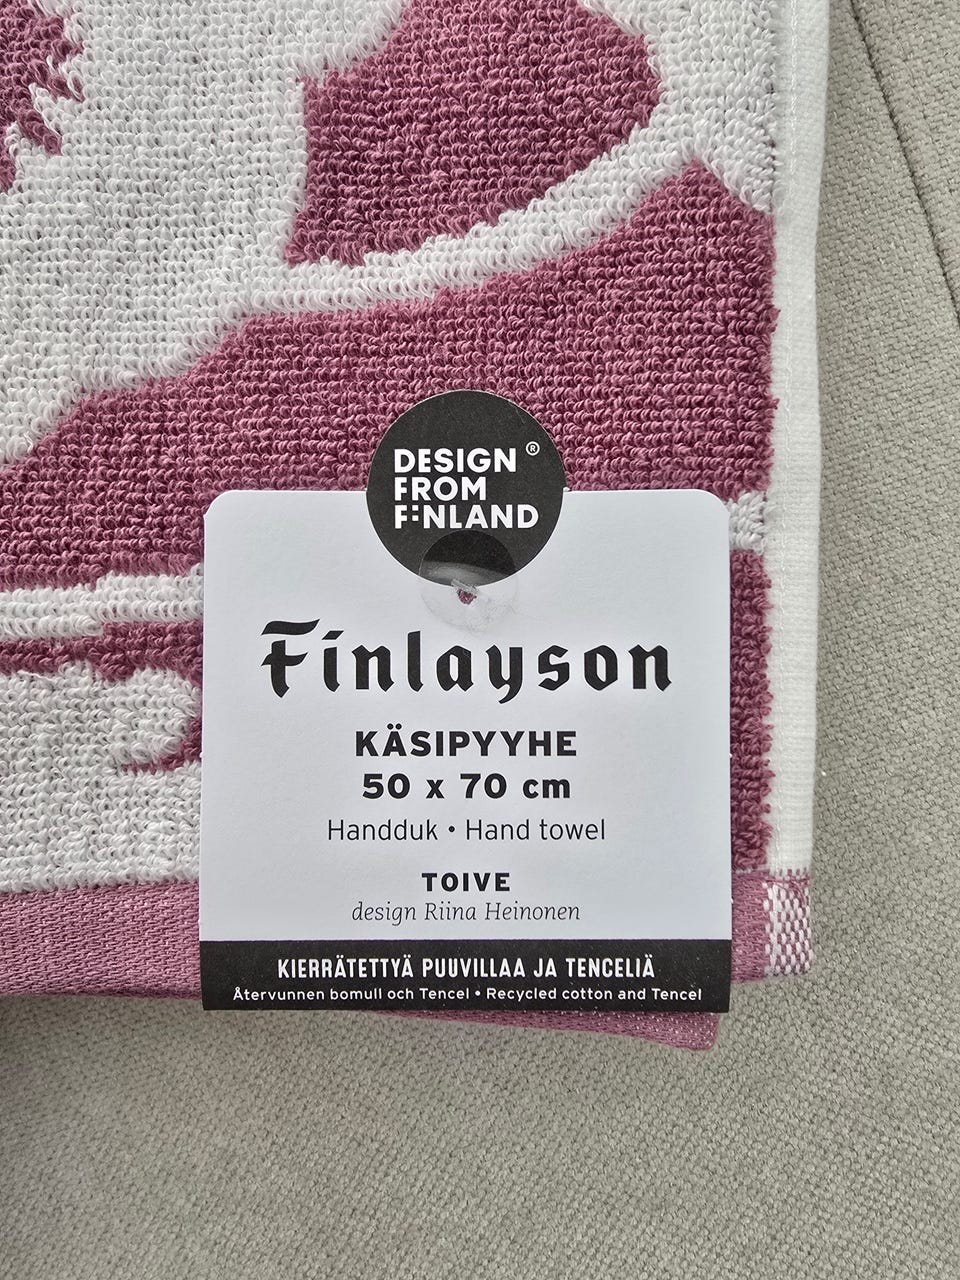 DESIGN ®
FROM
FINLAND
Finlayson
KÄSIPYYHE
50 x 70 cm
Handduk • Hand towel
TOIVE
design Riina Heinonen
KIERRÄTETTYÄ PUUVILLAA JA TENCELIÄ
Återvunnen bomull och Tencel • Recycled cotton and Tencel